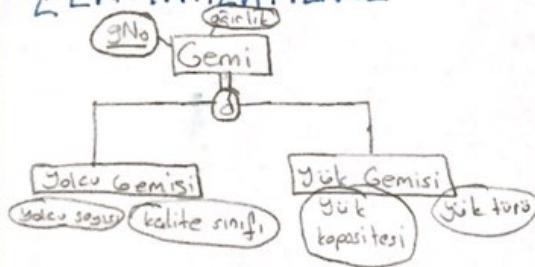 gNo
ağırlık
Gemi
d
Yolcu Gemisi
Yük Gemisi
yolcu sayısı
kalite sınıfı
yük
kapasitesi
yük türü